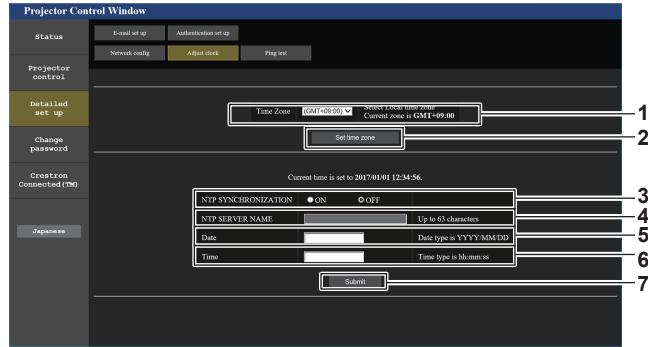 Projector Control Window
Status
E-mail set up
Authentication set up
Network config
Adjust clock
Ping test
Projector
control
Detailed
set up
Change
password
Crestron
Connected(TM)
Japanese
Time Zone
(GMT+09:00)
Select Local time zone
Current zone is GMT+09:00
1
Set time zone
2
Current time is set to 2017/01/01 12:34:56.
NTP SYNCHRONIZATION
ON
OFF
3
NTP SERVER NAME
Up to 63 characters
4
Date
Date type is YYYY/MM/DD
5
Time
Time type is hh:mm:ss
6
Submit
7